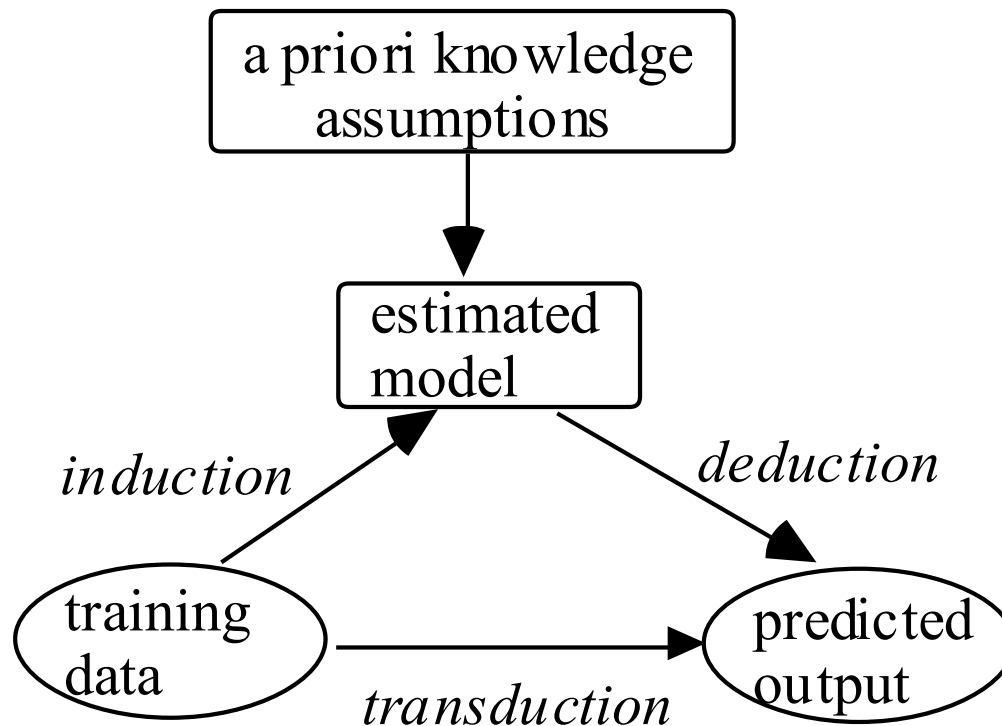 a priori knowledge
assumptions
estimated
model
induction
deduction
training
data
predicted
output
transduction